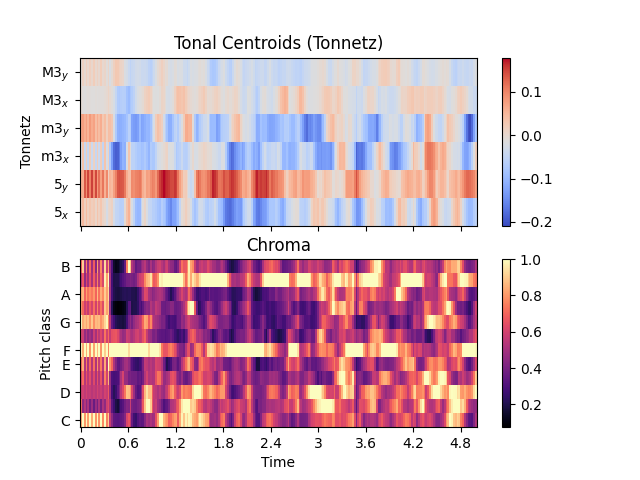 Tonal Centroids (Tonnetz)
Tonnetz
M3y
M3x
m3y
m3x
5y
5x
0.1
0.0
−0.1
−0.2
Chroma
Pitch class
B
A
G
F
E
D
C
1.0
0.8
0.6
0.4
0.2
0 0.6 1.2 1.8 2.4 3 3.6 4.2 4.8
Time